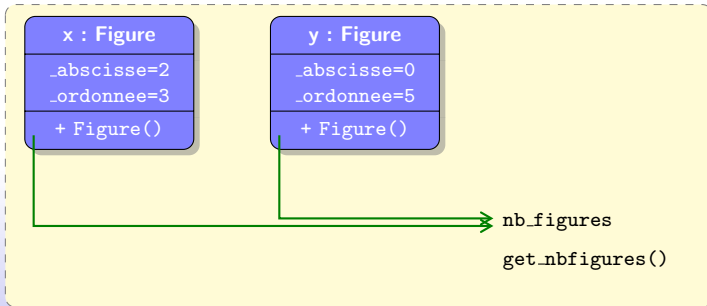 x : Figure
_abscisse=2
_ordonnee=3
+ Figure()
y : Figure
_abscisse=0
_ordonnee=5
+ Figure()
nb_figures
get_nbfigures()